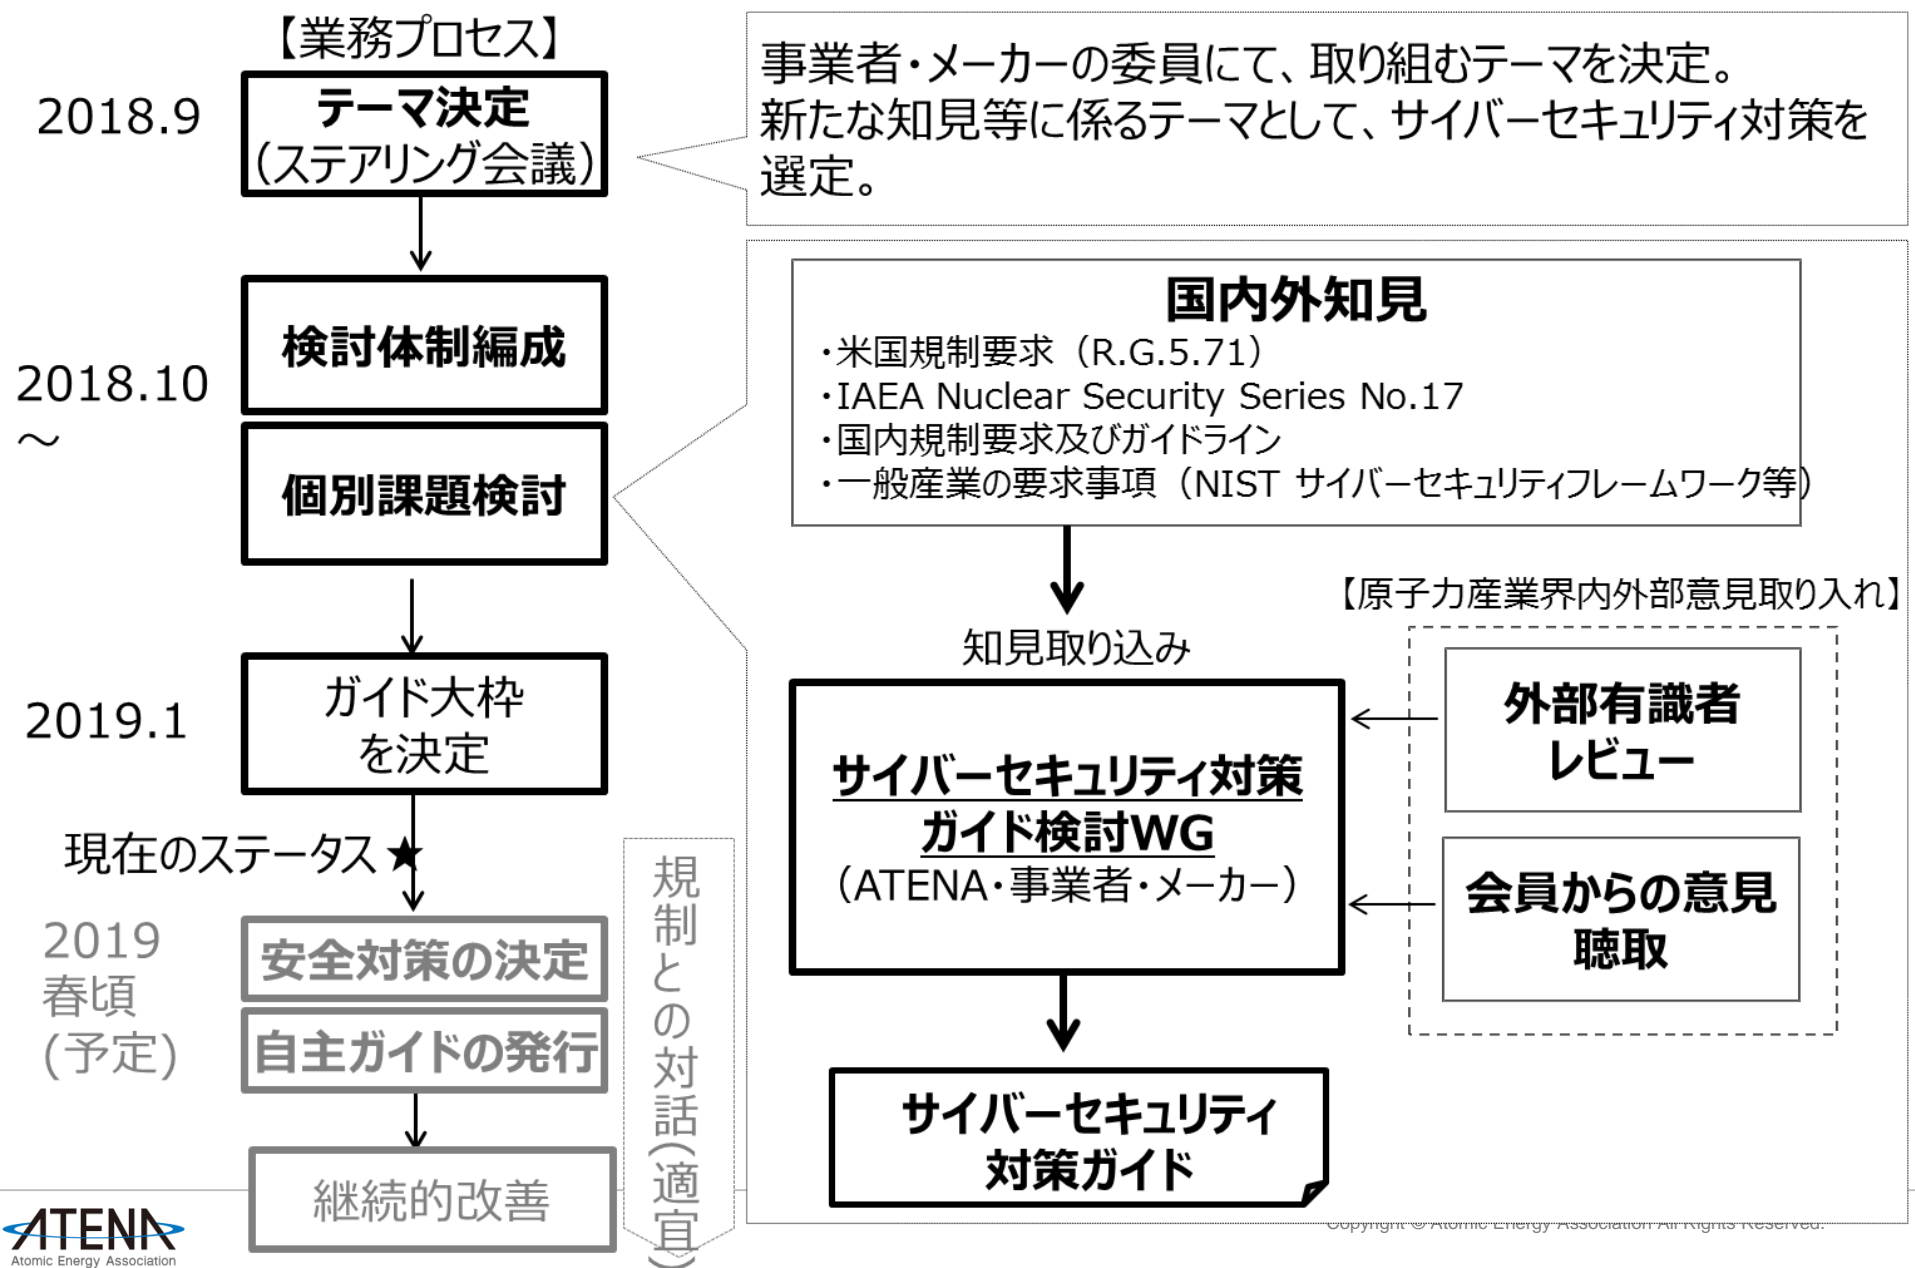 【業務プロセス】
2018.9
テーマ決定
（ステアリング会議）
事業者・メーカーの委員にて、取り組むテーマを決定。
新たな知見等に係るテーマとして、サイバーセキュリティ対策を
選定。
2018.10
～
検討体制編成
個別課題検討
2019.1
ガイド大枠
を決定
現在のステータス★
2019
春頃
(予定)
安全対策の決定
自主ガイドの発行
継続的改善
規制との対話(適宜)
国内外知見
・米国規制要求（R.G.5.71）
・IAEA Nuclear Security Series No.17
・国内規制要求及びガイドライン
・一般産業の要求事項（NIST サイバーセキュリティフレームワーク等）
知見取り込み
【原子力産業界内外部意見取り入れ】
サイバーセキュリティ対策
ガイド検討WG
（ATENA・事業者・メーカー）
外部有識者
レビュー
会員からの意見
聴取
サイバーセキュリティ
対策ガイド
ATENA
Atomic Energy Association
Copyright © Atomic Energy Association All Rights Reserved.